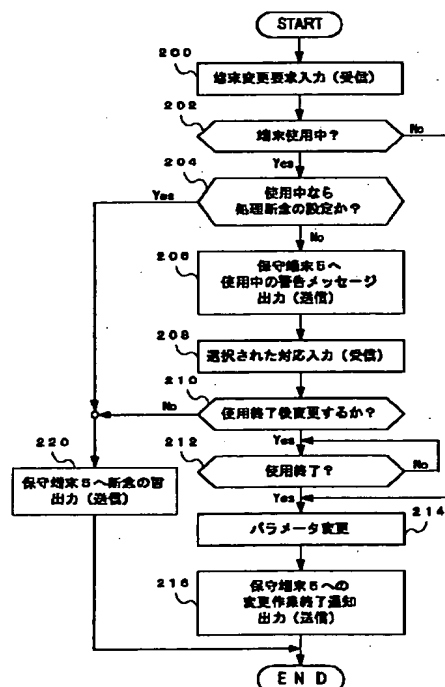 START
200
端末変更要求入力（受信）
202
端末使用中？
No
Yes
204
使用中なら
処理断念の設定か？
Yes
No
206
保守端末5へ
使用中の警告メッセージ
出力（送信）
208
選択された対応入力（受信）
210
使用終了後変更するか？
No
Yes
212
使用終了？
No
Yes
220
保守端末5へ断念の旨
出力（送信）
214
パラメータ変更
216
保守端末5への
変更作業終了通知
出力（送信）
END